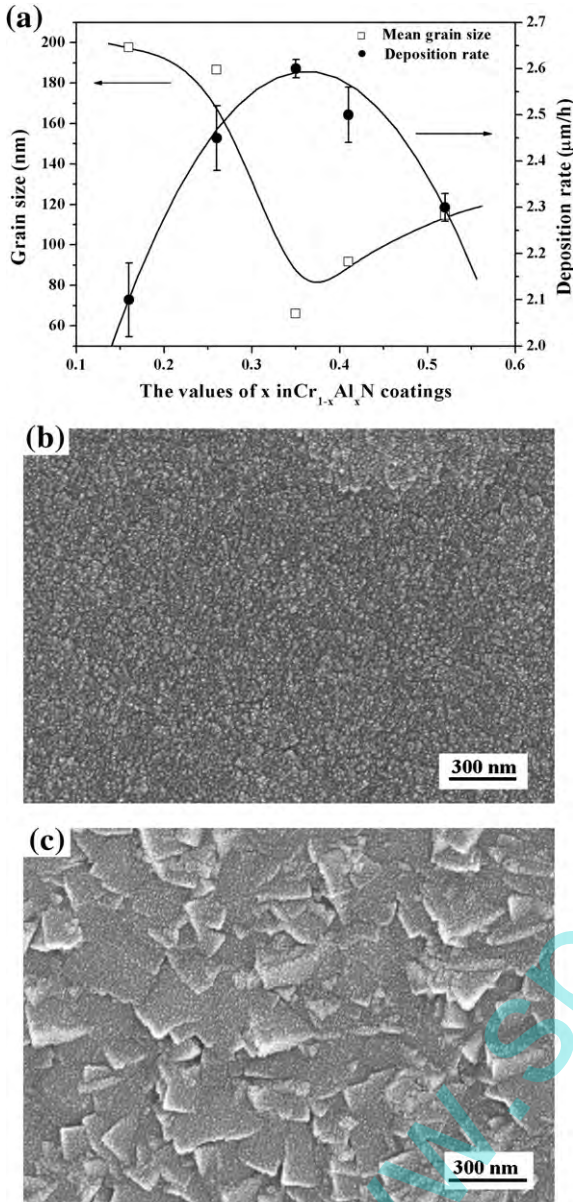 (a)
Mean grain size
Deposition rate
Grain size (nm)
200
180
160
140
120
100
80
60
2.7
2.6
2.5
2.4
2.3
2.2
2.1
2.0
Deposition rate (μm/h)
0.1 0.2 0.3 0.4 0.5 0.6
The values of x inCr₁₋ₓAlₓN coatings
(b)
300 nm
(c)
300 nm
w.sp